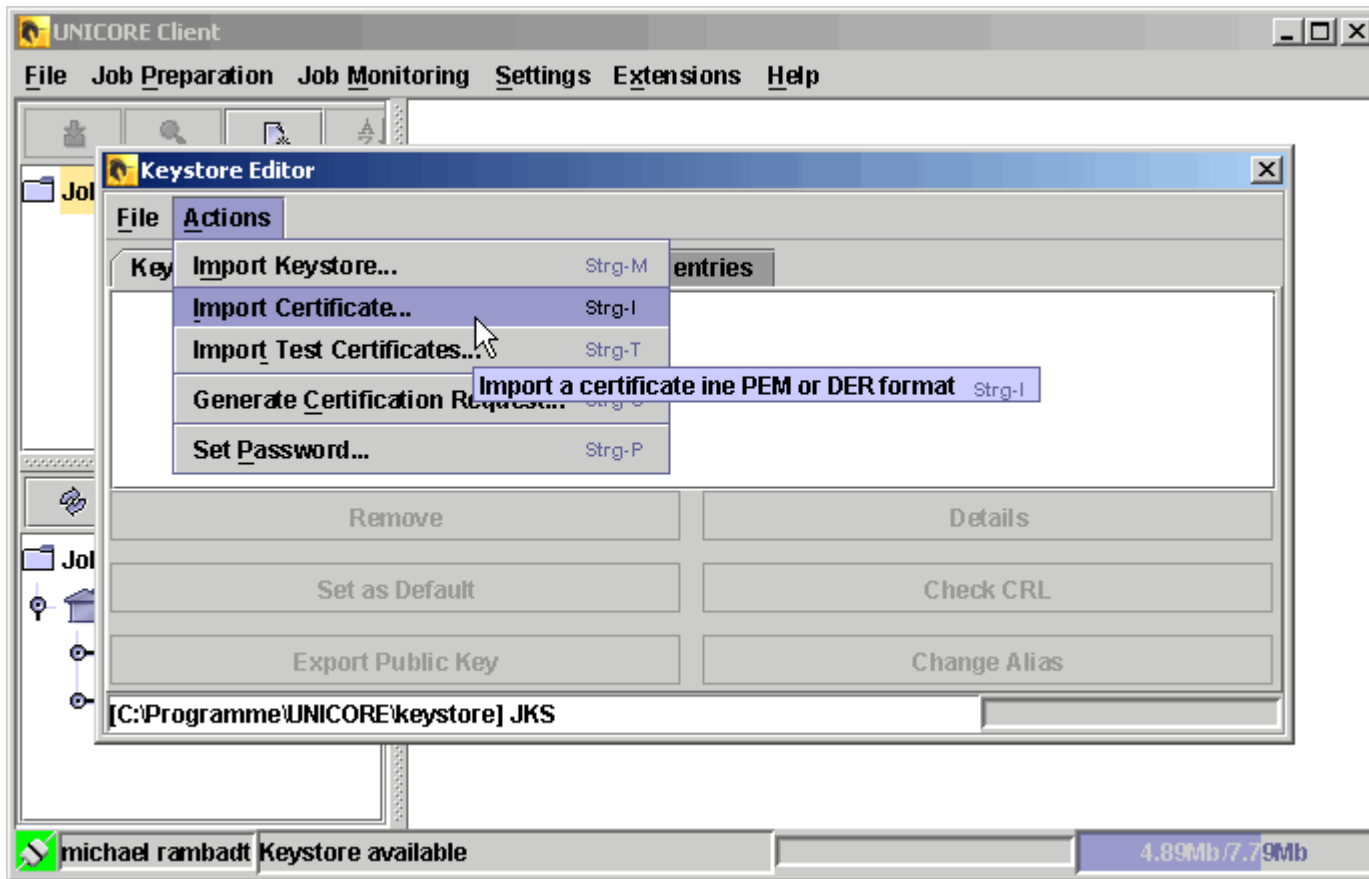 UNICORE Client
File Job Preparation Job Monitoring Settings Extensions Help
Keystore Editor
File Actions
Key entries
Import Keystore... Strg-M
Import Certificate... Strg-I
Import Test Certificates... Strg-T
Import a certificate ine PEM or DER format Strg-I
Generate Certification Request...
Set Password... Strg-P
Remove Details
Set as Default Check CRL
Export Public Key Change Alias
[C:\Programme\UNICORE\keystore] JKS
michael rambadt Keystore available 4.89Mb/7.79Mb